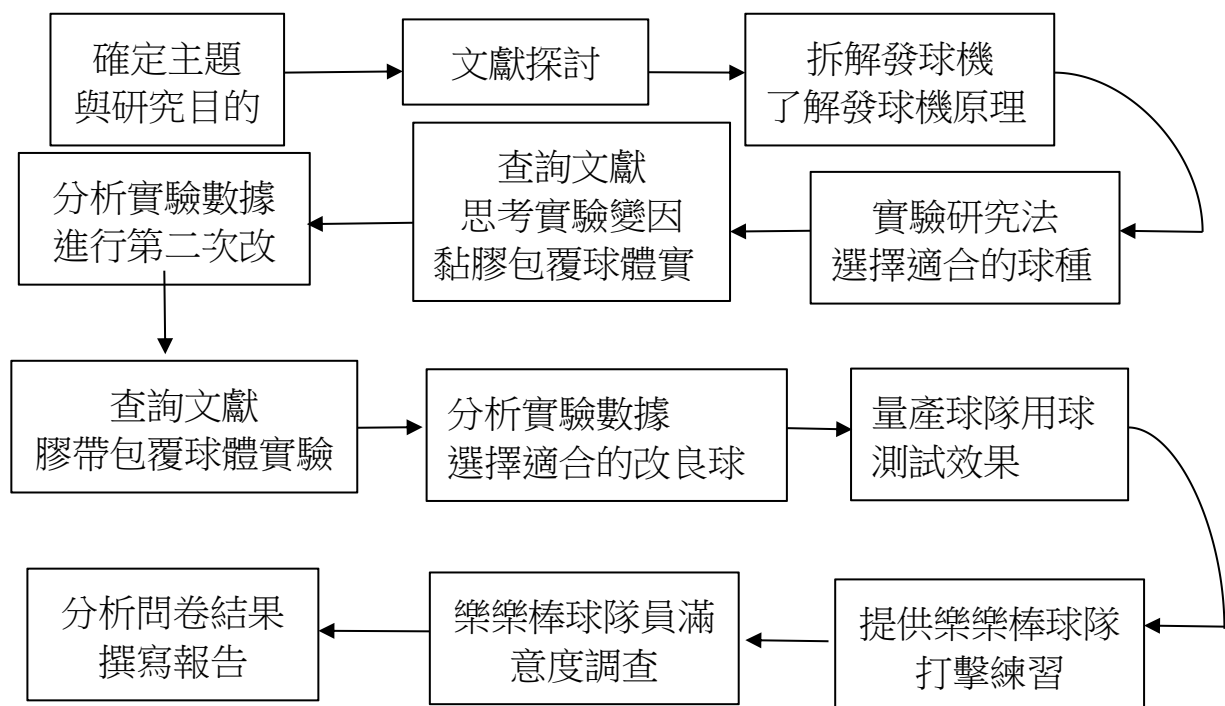 確定主題
與研究目的
文獻探討
拆解發球機
了解發球機原理
實驗研究法
選擇適合的球種
查詢文獻
思考實驗變因
黏膠包覆球體實
分析實驗數據
進行第二次改
查詢文獻
膠帶包覆球體實驗
分析實驗數據
選擇適合的改良球
量產球隊用球
測試效果
提供樂樂棒球隊
打擊練習
樂樂棒球隊員滿
意度調查
分析問卷結果
撰寫報告